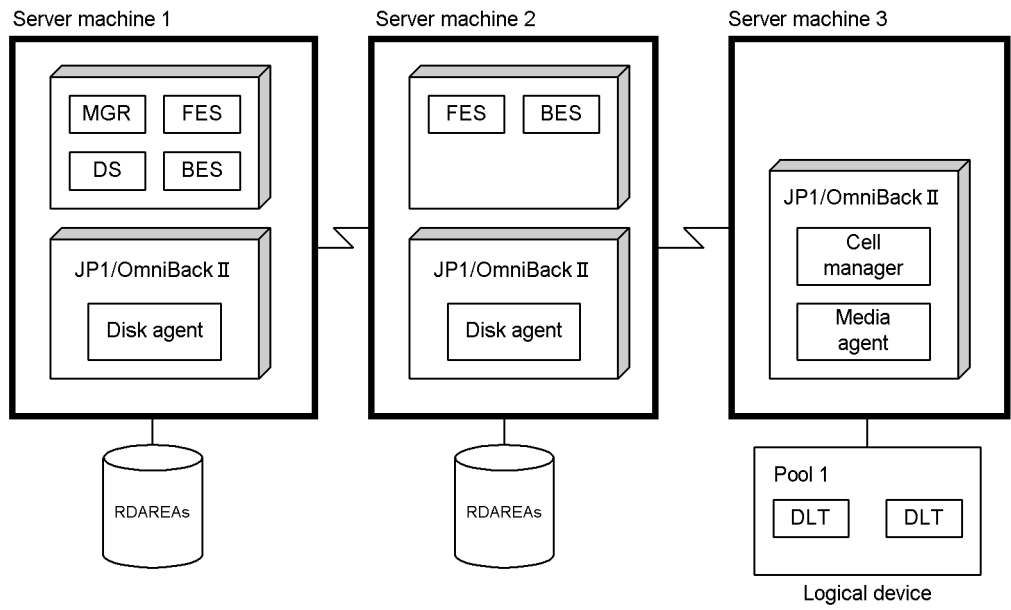 Server machine 1
MGR
FES
DS
BES
JP1/OmniBack II
Disk agent
RDAREAs
Server machine 2
FES
BES
JP1/OmniBack II
Disk agent
RDAREAs
Server machine 3
JP1/OmniBack II
Cell
manager
Media
agent
Pool 1
DLT
DLT
Logical device